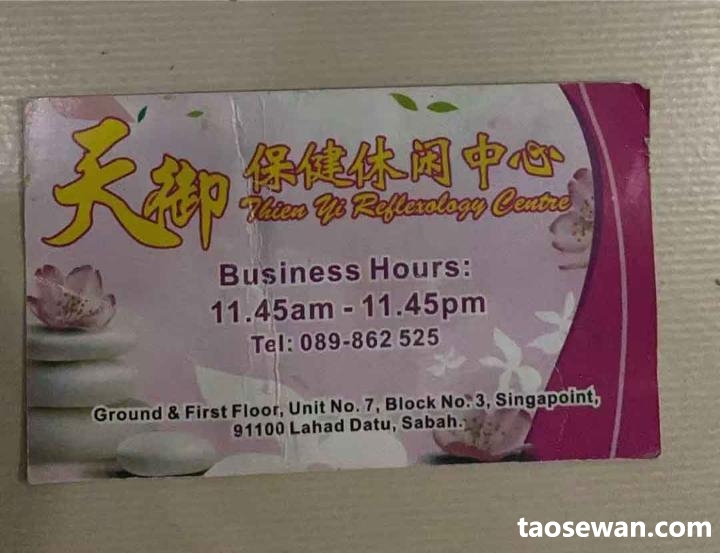 天御 保健休闲中心
Thien Yi Reflexology Centre
Business Hours:
11.45am - 11.45pm
Tel: 089-862 525
Ground & First Floor, Unit No. 7, Block No. 3, Singapoint,
91100 Lahad Datu, Sabah.
taosewan.com